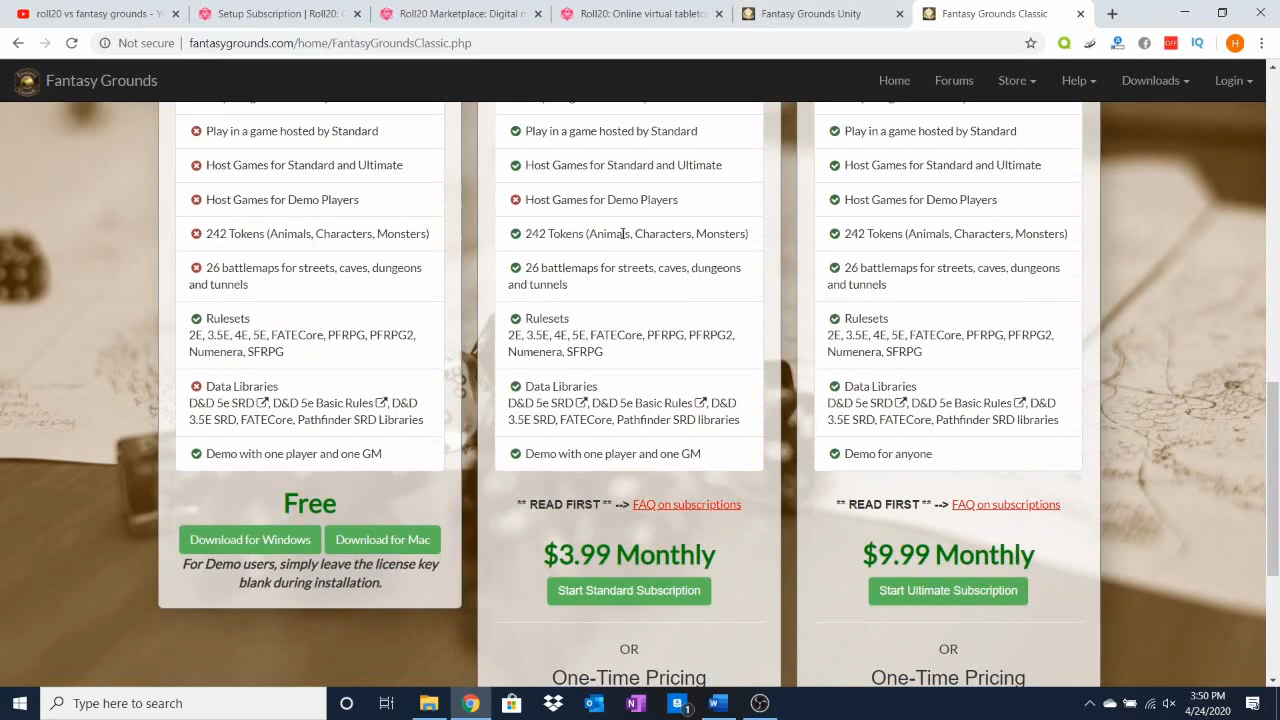 roll20 vs fantasy grounds - Y
Setup Subscription | Roll20: O
Roll20 Marketplace: Digital m
Roll20: Online virtual tableto
Fantasy Grounds Unity
Fantasy Grounds Classic
Not secure | fantasygrounds.com/home/FantasyGroundsClassic.php
OFF
IQ
H
Fantasy Grounds
Home Forums Store Help Downloads Login
Play in a game hosted by Standard
Host Games for Standard and Ultimate
Host Games for Demo Players
242 Tokens (Animals, Characters, Monsters)
26 battlemaps for streets, caves, dungeons
and tunnels
Rulesets
2E, 3.5E, 4E, 5E, FATECore, PFRPG, PFRPG2,
Numenera, SFRPG
Data Libraries
D&D 5e SRD, D&D 5e Basic Rules, D&D
3.5E SRD, FATECore, Pathfinder SRD Libraries
Demo with one player and one GM
Free
Download for Windows
Download for Mac
For Demo users, simply leave the license key
blank during installation.
Play in a game hosted by Standard
Host Games for Standard and Ultimate
Host Games for Demo Players
242 Tokens (Animals, Characters, Monsters)
26 battlemaps for streets, caves, dungeons
and tunnels
Rulesets
2E, 3.5E, 4E, 5E, FATECore, PFRPG, PFRPG2,
Numenera, SFRPG
Data Libraries
D&D 5e SRD, D&D 5e Basic Rules, D&D
3.5E SRD, FATECore, Pathfinder SRD libraries
Demo with one player and one GM
** READ FIRST ** --> FAQ on subscriptions
$3.99 Monthly
Start Standard Subscription
OR
One-Time Pricing
Play in a game hosted by Standard
Host Games for Standard and Ultimate
Host Games for Demo Players
242 Tokens (Animals, Characters, Monsters)
26 battlemaps for streets, caves, dungeons
and tunnels
Rulesets
2E, 3.5E, 4E, 5E, FATECore, PFRPG, PFRPG2,
Numenera, SFRPG
Data Libraries
D&D 5e SRD, D&D 5e Basic Rules, D&D
3.5E SRD, FATECore, Pathfinder SRD libraries
Demo for anyone
** READ FIRST ** --> FAQ on subscriptions
$9.99 Monthly
Start Ultimate Subscription
OR
One-Time Pricing
Type here to search
1
3:50 PM
4/24/2020